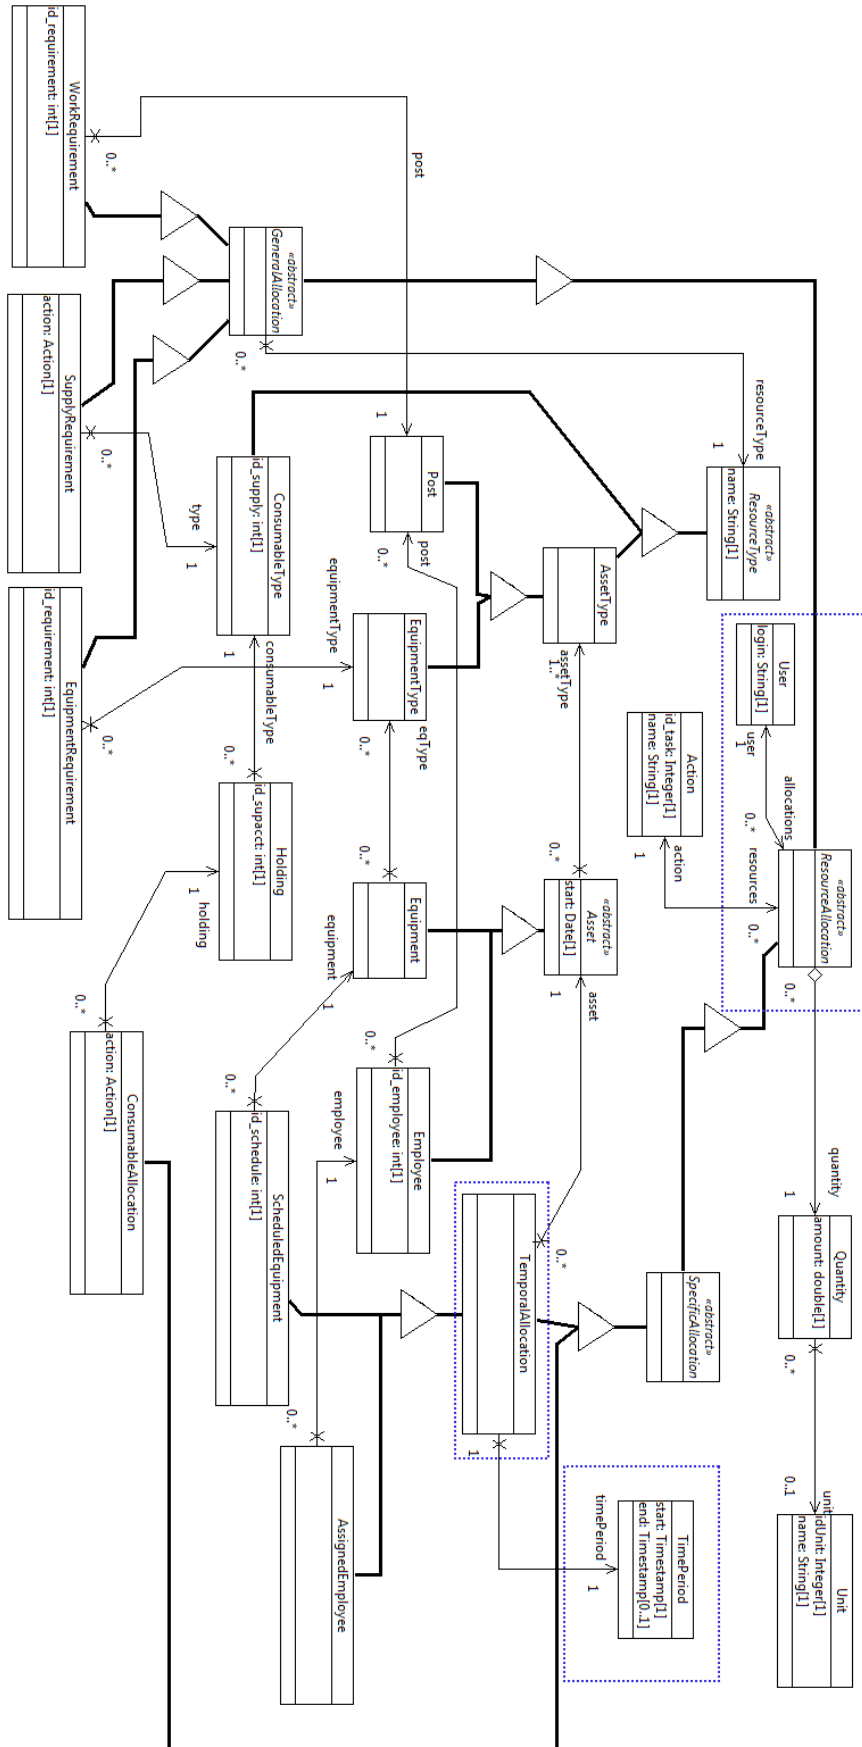 «abstract»
ResourceAllocation
allocations
0..*
resources
0..*
0..*
User
login: String[1]
user
1
Action
id_task: Integer[1]
name: String[1]
action
1
quantity
1
Quantity
amount: double[1]
0..*
unit
0..1
Unit
idUnit: Integer[1]
name: String[1]
«abstract»
ResourceType
name: String[1]
resourceType
1
«abstract»
SpecificAllocation
TimePeriod
start: Timestamp[1]
end: Timestamp[0..1]
timePeriod
1
AssetType
assetType
1..*
0..*
«abstract»
Asset
start: Date[1]
asset
1
0..*
TemporalAllocation
1
post
1
Post
post
0..*
EquipmentType
equipmentType
1
eqType
0..*
0..*
Equipment
equipment
1
0..*
Employee
id_employee: int[1]
employee
1
«abstract»
GeneralAllocation
0..*
ConsumableType
id_supply: int[1]
type
1
consumableType
1
0..*
Holding
id_supacct: int[1]
holding
1
0..*
ScheduledEquipment
id_schedule: int[1]
0..*
AssignedEmployee
WorkRequirement
id_requirement: int[1]
0..*
SupplyRequirement
action: Action[1]
0..*
EquipmentRequirement
id_requirement: int[1]
0..*
0..*
ConsumableAllocation
action: Action[1]